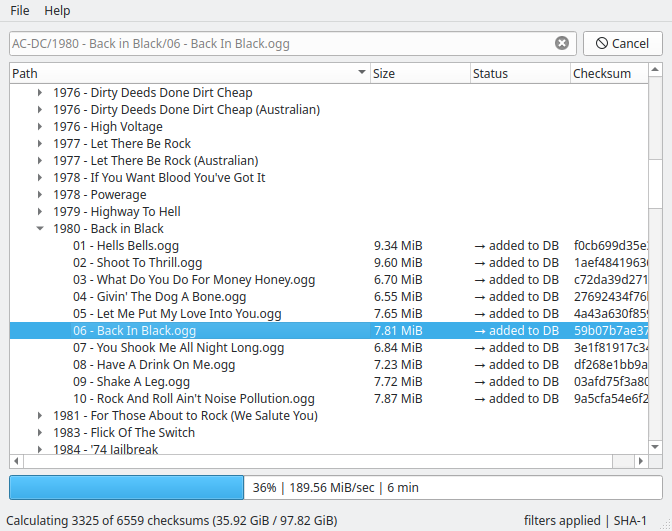 File Help
AC-DC/1980 - Back in Black/06 - Back In Black.ogg Cancel
Path Size Status Checksum
1976 - Dirty Deeds Done Dirt Cheap
1976 - Dirty Deeds Done Dirt Cheap (Australian)
1976 - High Voltage
1977 - Let There Be Rock
1977 - Let There Be Rock (Australian)
1978 - If You Want Blood You've Got It
1978 - Powerage
1979 - Highway To Hell
1980 - Back in Black
01 - Hells Bells.ogg 9.34 MiB → added to DB f0cb699d35e
02 - Shoot To Thrill.ogg 9.60 MiB → added to DB 1aef4841963
03 - What Do You Do For Money Honey.ogg 6.70 MiB → added to DB c72da39d271
04 - Givin' The Dog A Bone.ogg 6.55 MiB → added to DB 27692434f76
05 - Let Me Put My Love Into You.ogg 7.65 MiB → added to DB 4a43a630f859
06 - Back In Black.ogg 7.81 MiB → added to DB 59b07b7ae37
07 - You Shook Me All Night Long.ogg 6.84 MiB → added to DB 3e1f81917c34
08 - Have A Drink On Me.ogg 7.23 MiB → added to DB df268e1bb9a
09 - Shake A Leg.ogg 7.72 MiB → added to DB 03afd75f3a80
10 - Rock And Roll Ain't Noise Pollution.ogg 7.87 MiB → added to DB 9a5cfa54e6f2
1981 - For Those About to Rock (We Salute You)
1983 - Flick Of The Switch
1984 - '74 Jailbreak
36% | 189.56 MiB/sec | 6 min
Calculating 3325 of 6559 checksums (35.92 GiB / 97.82 GiB) filters applied | SHA-1